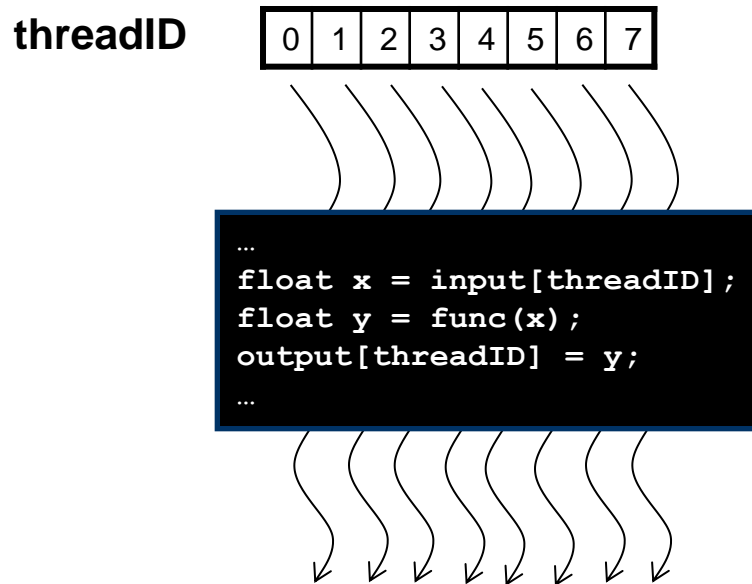 threadID 0 1 2 3 4 5 6 7
…
float x = input[threadID];
float y = func(x);
output[threadID] = y;
…